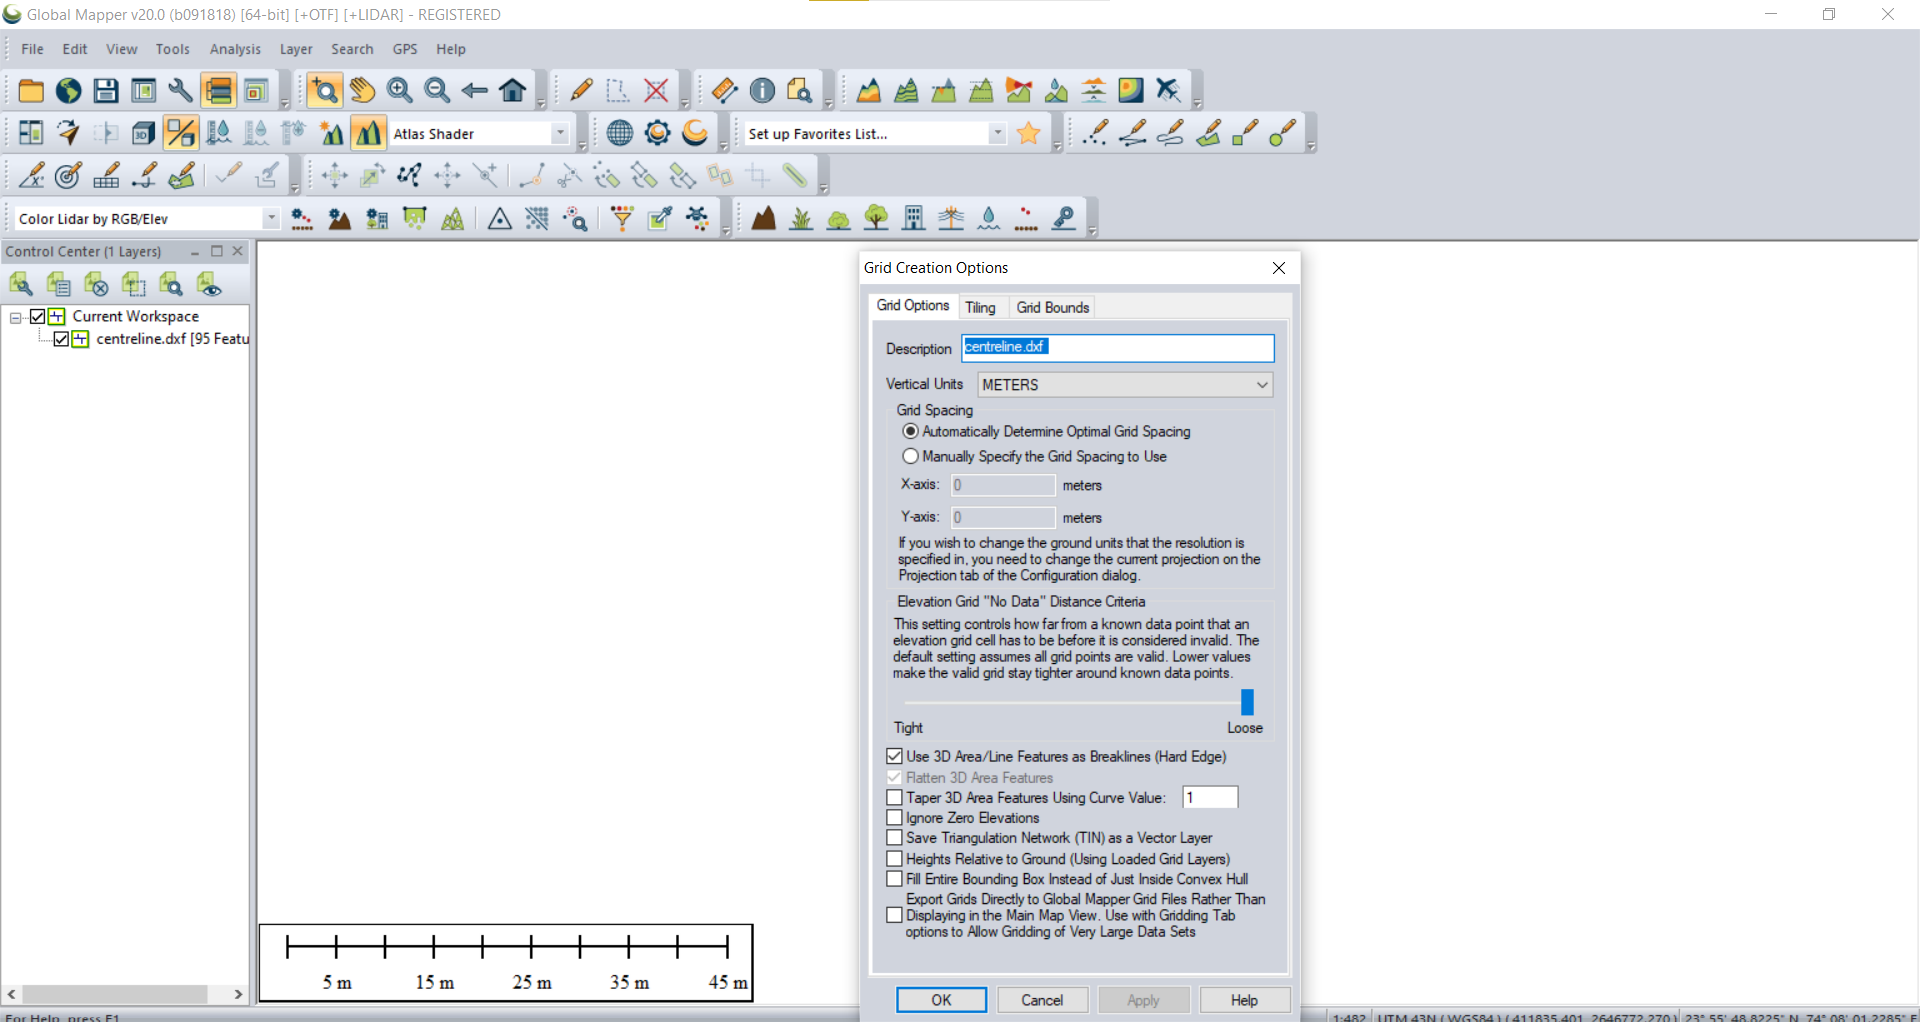 Global Mapper v20.0 (b091818) [64-bit] [+OTF] [+LIDAR] - REGISTERED
File Edit View Tools Analysis Layer Search GPS Help
3D
Atlas Shader
Set up Favorites List...
Color Lidar by RGB/Elev
Control Center (1 Layers)
Current Workspace
centreline.dxf [95 Featu
Grid Creation Options
Grid Options Tiling Grid Bounds
Description centreline.dxf
Vertical Units METERS
Grid Spacing
Automatically Determine Optimal Grid Spacing
Manually Specify the Grid Spacing to Use
X-axis: 0 meters
Y-axis: 0 meters
If you wish to change the ground units that the resolution is
specified in, you need to change the current projection on the
Projection tab of the Configuration dialog.
Elevation Grid "No Data" Distance Criteria
This setting controls how far from a known data point that an
elevation grid cell has to be before it is considered invalid. The
default setting assumes all grid points are valid. Lower values
make the valid grid stay tighter around known data points.
Tight Loose
Use 3D Area/Line Features as Breaklines (Hard Edge)
Flatten 3D Area Features
Taper 3D Area Features Using Curve Value: 1
Ignore Zero Elevations
Save Triangulation Network (TIN) as a Vector Layer
Heights Relative to Ground (Using Loaded Grid Layers)
Fill Entire Bounding Box Instead of Just Inside Convex Hull
Export Grids Directly to Global Mapper Grid Files Rather Than
Displaying in the Main Map View. Use with Gridding Tab
options to Allow Gridding of Very Large Data Sets
OK Cancel Apply Help
5 m 15 m 25 m 35 m 45 m
For Help, press F1
1:482 UTM 43N ( WGS84 ) ( 411835.401, 2646772.270 ) 23° 55' 48.8225" N, 74° 08' 01.2285" E